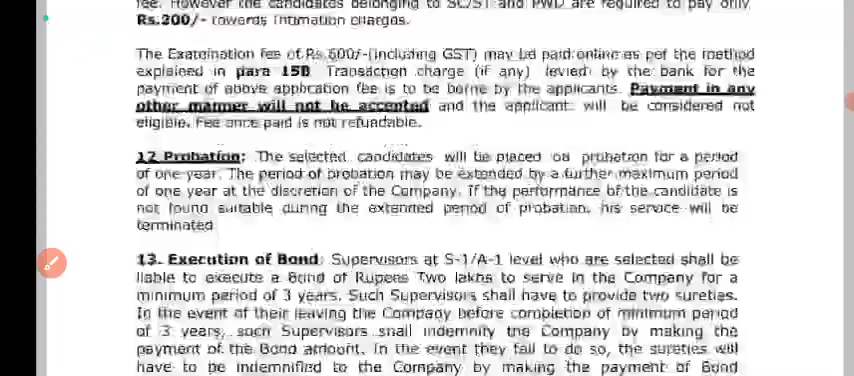 fee. However the candidates belonging to SC/ST and PWD are required to pay only
Rs.200/- towards Intimation charges.
The Examination fee of Rs.500/-(including GST) may be paid online as per the method
explained in para 15B Transaction charge (if any) levied by the bank for the
payment of above application fee is to be borne by the applicants. Payment in any
other manner will not be accepted and the applicant will be considered not
eligible. Fee once paid is not refundable.
12 Probation: The selected candidates will be placed on probation for a period
of one year. The period of probation may be extended by a further maximum period
of one year at the discretion of the Company. If the performance of the candidate is
not found suitable during the extended period of probation, his service will be
terminated
13. Execution of Bond: Supervisors at S-1/A-1 level who are selected shall be
liable to execute a Bond of Rupees Two lakhs to serve in the Company for a
minimum period of 3 years. Such Supervisors shall have to provide two sureties.
In the event of their leaving the Company before completion of minimum period
of 3 years, such Supervisors shall indemnify the Company by making the
payment of the Bond amount. In the event they fail to do so, the sureties will
have to be indemnified to the Company by making the payment of Bond